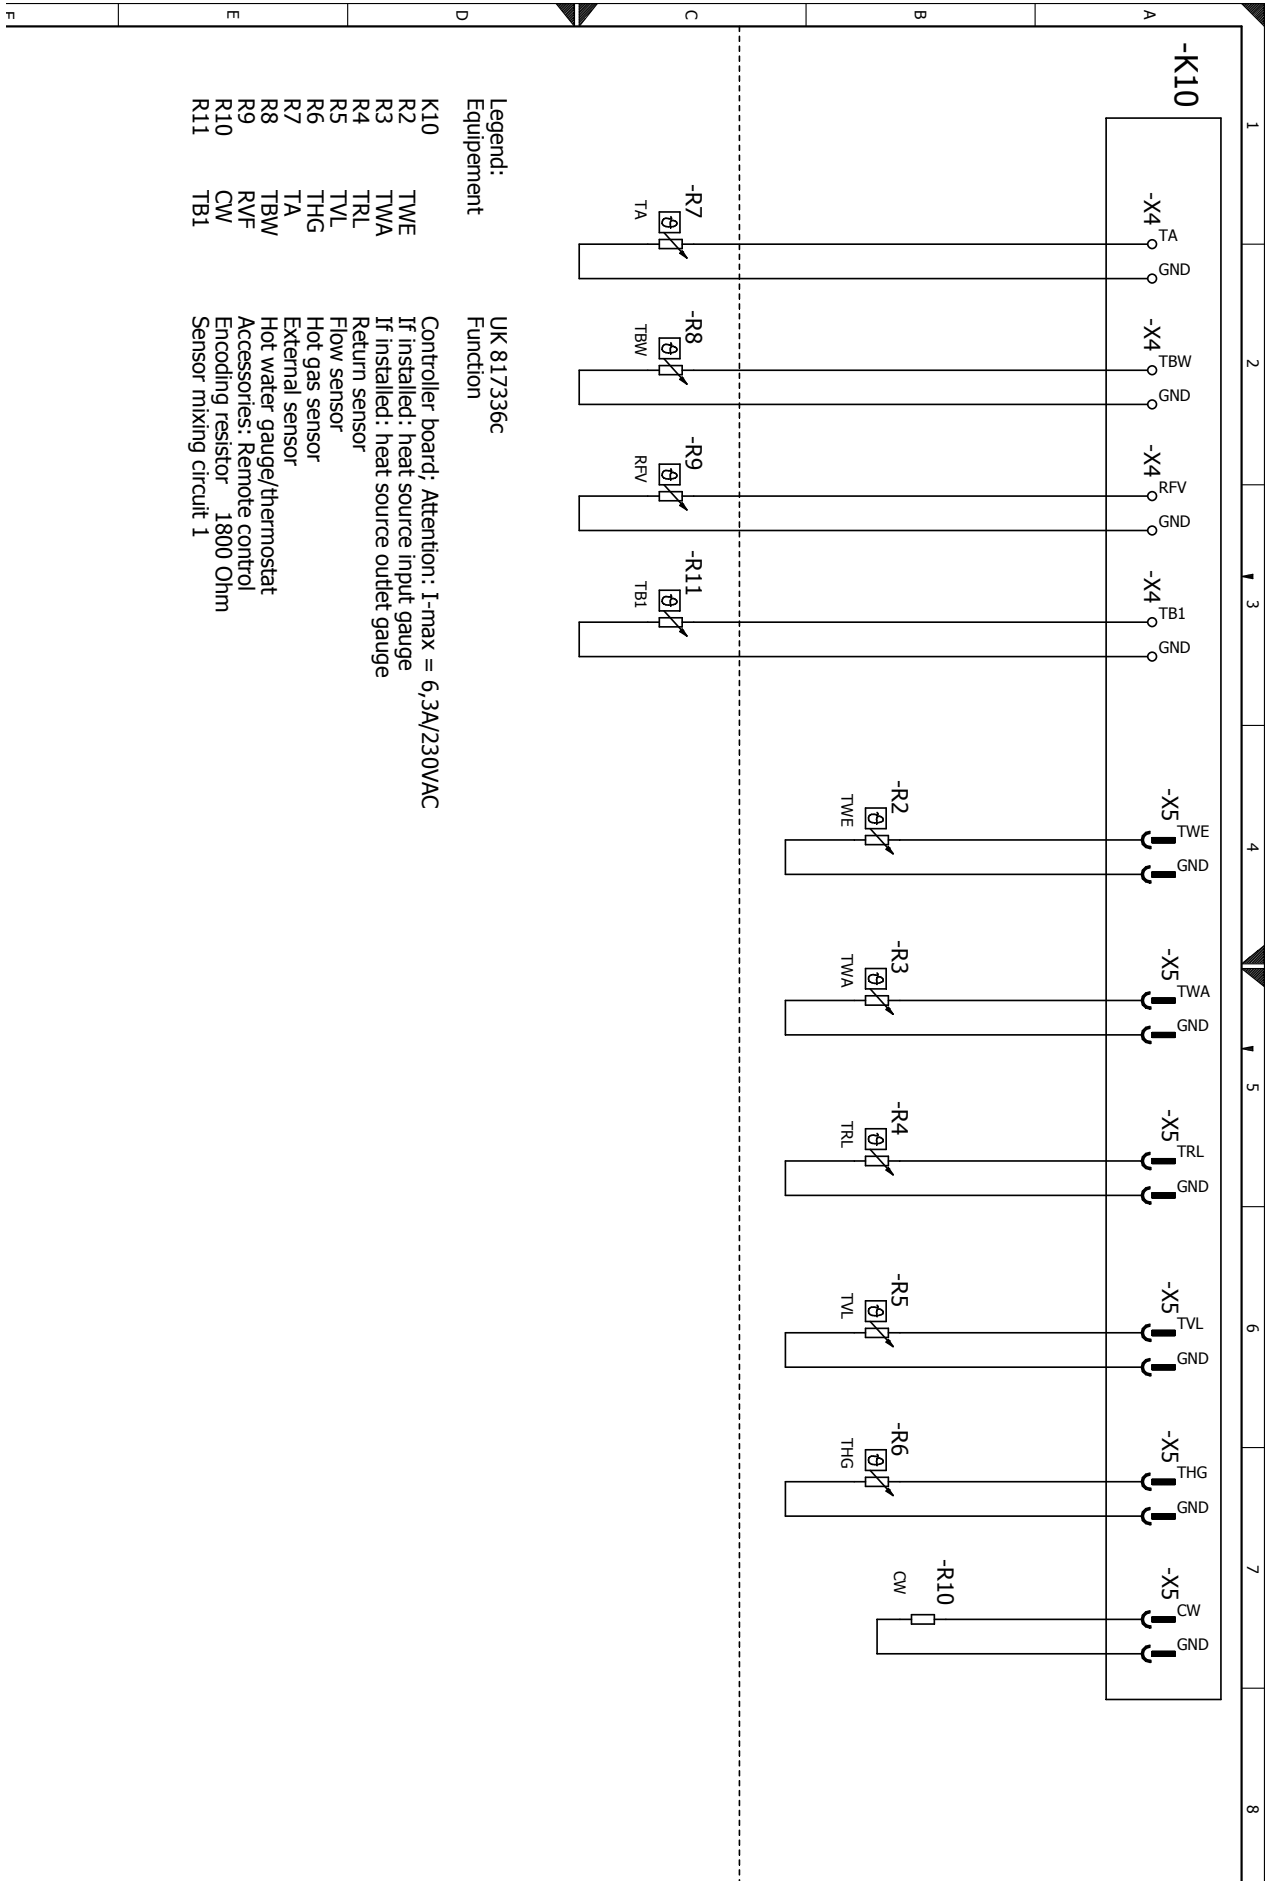 1 2 3 4 5 6 7 8
A
B
C
D
E
F
-K10
-X4 TA GND
-X4 TBW GND
-X4 RFV GND
-X4 TB1 GND
-X5 TWE GND
-X5 TWA GND
-X5 TRL GND
-X5 TVL GND
-X5 THG GND
-X5 CW GND
-R2
TWE
-R3
TWA
-R4
TRL
-R5
TVL
-R6
THG
-R10
CW
-R7
TA
-R8
TBW
-R9
RFV
-R11
TB1
Legend: UK 817336c
Equipement Function
K10 Controller board; Attention: I-max = 6,3A/230VAC
R2 TWE If installed: heat source input gauge
R3 TWA If installed: heat source outlet gauge
R4 TRL Return sensor
R5 TVL Flow sensor
R6 THG Hot gas sensor
R7 TA External sensor
R8 TBW Hot water gauge/thermostat
R9 RVF Accessories: Remote control
R10 CW Encoding resistor 1800 Ohm
R11 TB1 Sensor mixing circuit 1